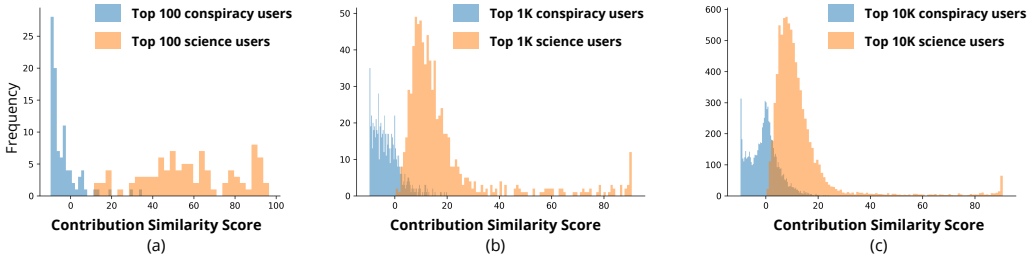 Top 100 conspiracy users
Top 100 science users
Frequency
25
20
15
10
5
0
0 20 40 60 80 100
Contribution Similarity Score
(a)
Top 1K conspiracy users
Top 1K science users
50
40
30
20
10
0
0 20 40 60 80
Contribution Similarity Score
(b)
Top 10K conspiracy users
Top 10K science users
600
500
400
300
200
100
0
0 20 40 60 80
Contribution Similarity Score
(c)